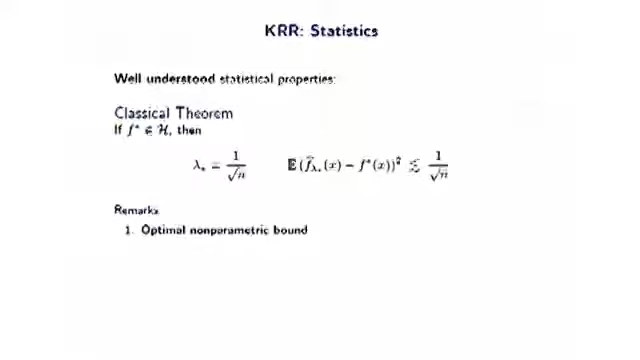 KRR: Statistics
Well understood statistical properties:
Classical Theorem
If f* ∈ ℋ, then
λ* = 1/√n 𝔼 (f̂λ*(x) − f*(x))² ≲ 1/√n
Remarks
1. Optimal nonparametric bound